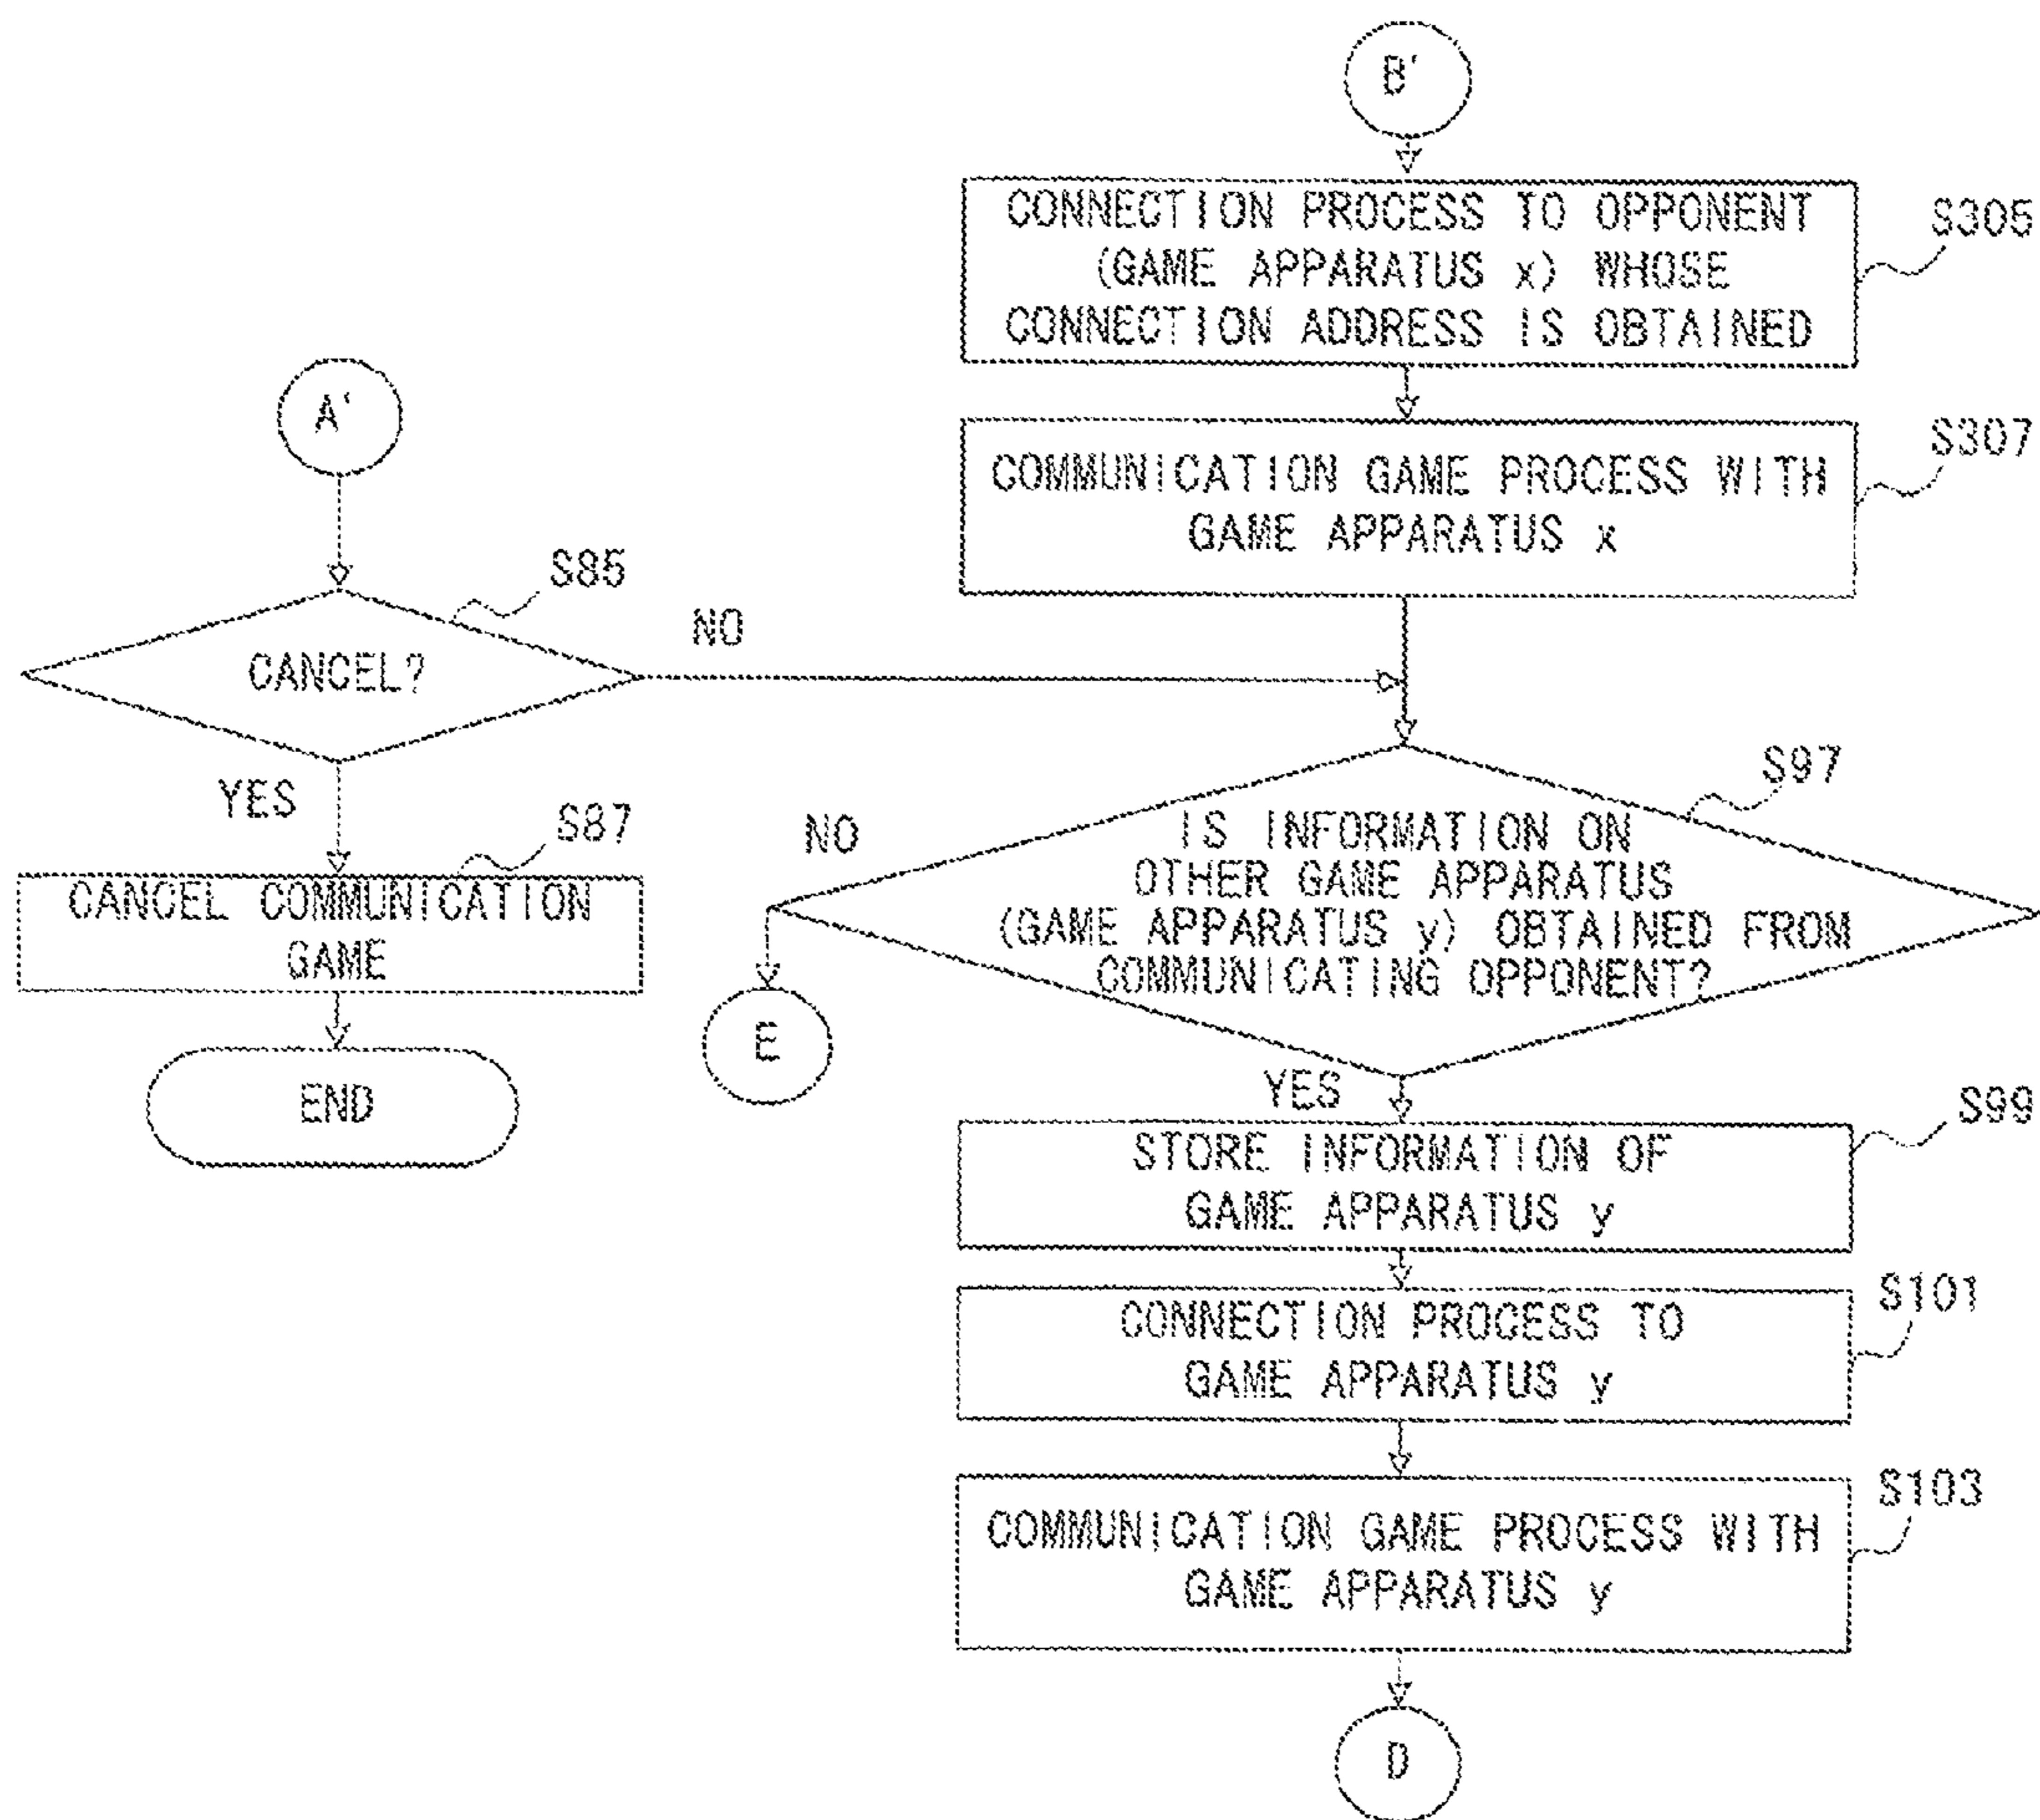 B'
CONNECTION PROCESS TO OPPONENT
(GAME APPARATUS x) WHOSE
CONNECTION ADDRESS IS OBTAINED
S305
COMMUNICATION GAME PROCESS WITH
GAME APPARATUS x
S307
A'
CANCEL?
S85
NO
YES
CANCEL COMMUNICATION
GAME
S87
END
IS INFORMATION ON
OTHER GAME APPARATUS
(GAME APPARATUS y) OBTAINED FROM
COMMUNICATING OPPONENT?
S97
NO
E
YES
STORE INFORMATION OF
GAME APPARATUS y
S99
CONNECTION PROCESS TO
GAME APPARATUS y
S101
COMMUNICATION GAME PROCESS WITH
GAME APPARATUS y
S103
D